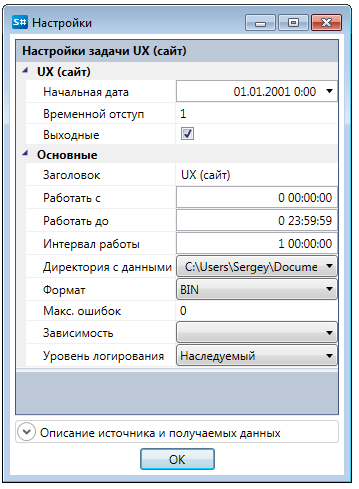 S# Настройки
Настройки задачи UX (сайт)
UX (сайт)
Начальная дата 01.01.2001 0:00
Временной отступ 1
Выходные
Основные
Заголовок UX (сайт)
Работать с 0 00:00:00
Работать до 0 23:59:59
Интервал работы 1 00:00:00
Директория с данными C:\Users\Sergey\Docume
Формат BIN
Макс. ошибок 0
Зависимость
Уровень логирования Наследуемый
Описание источника и получаемых данных
OK